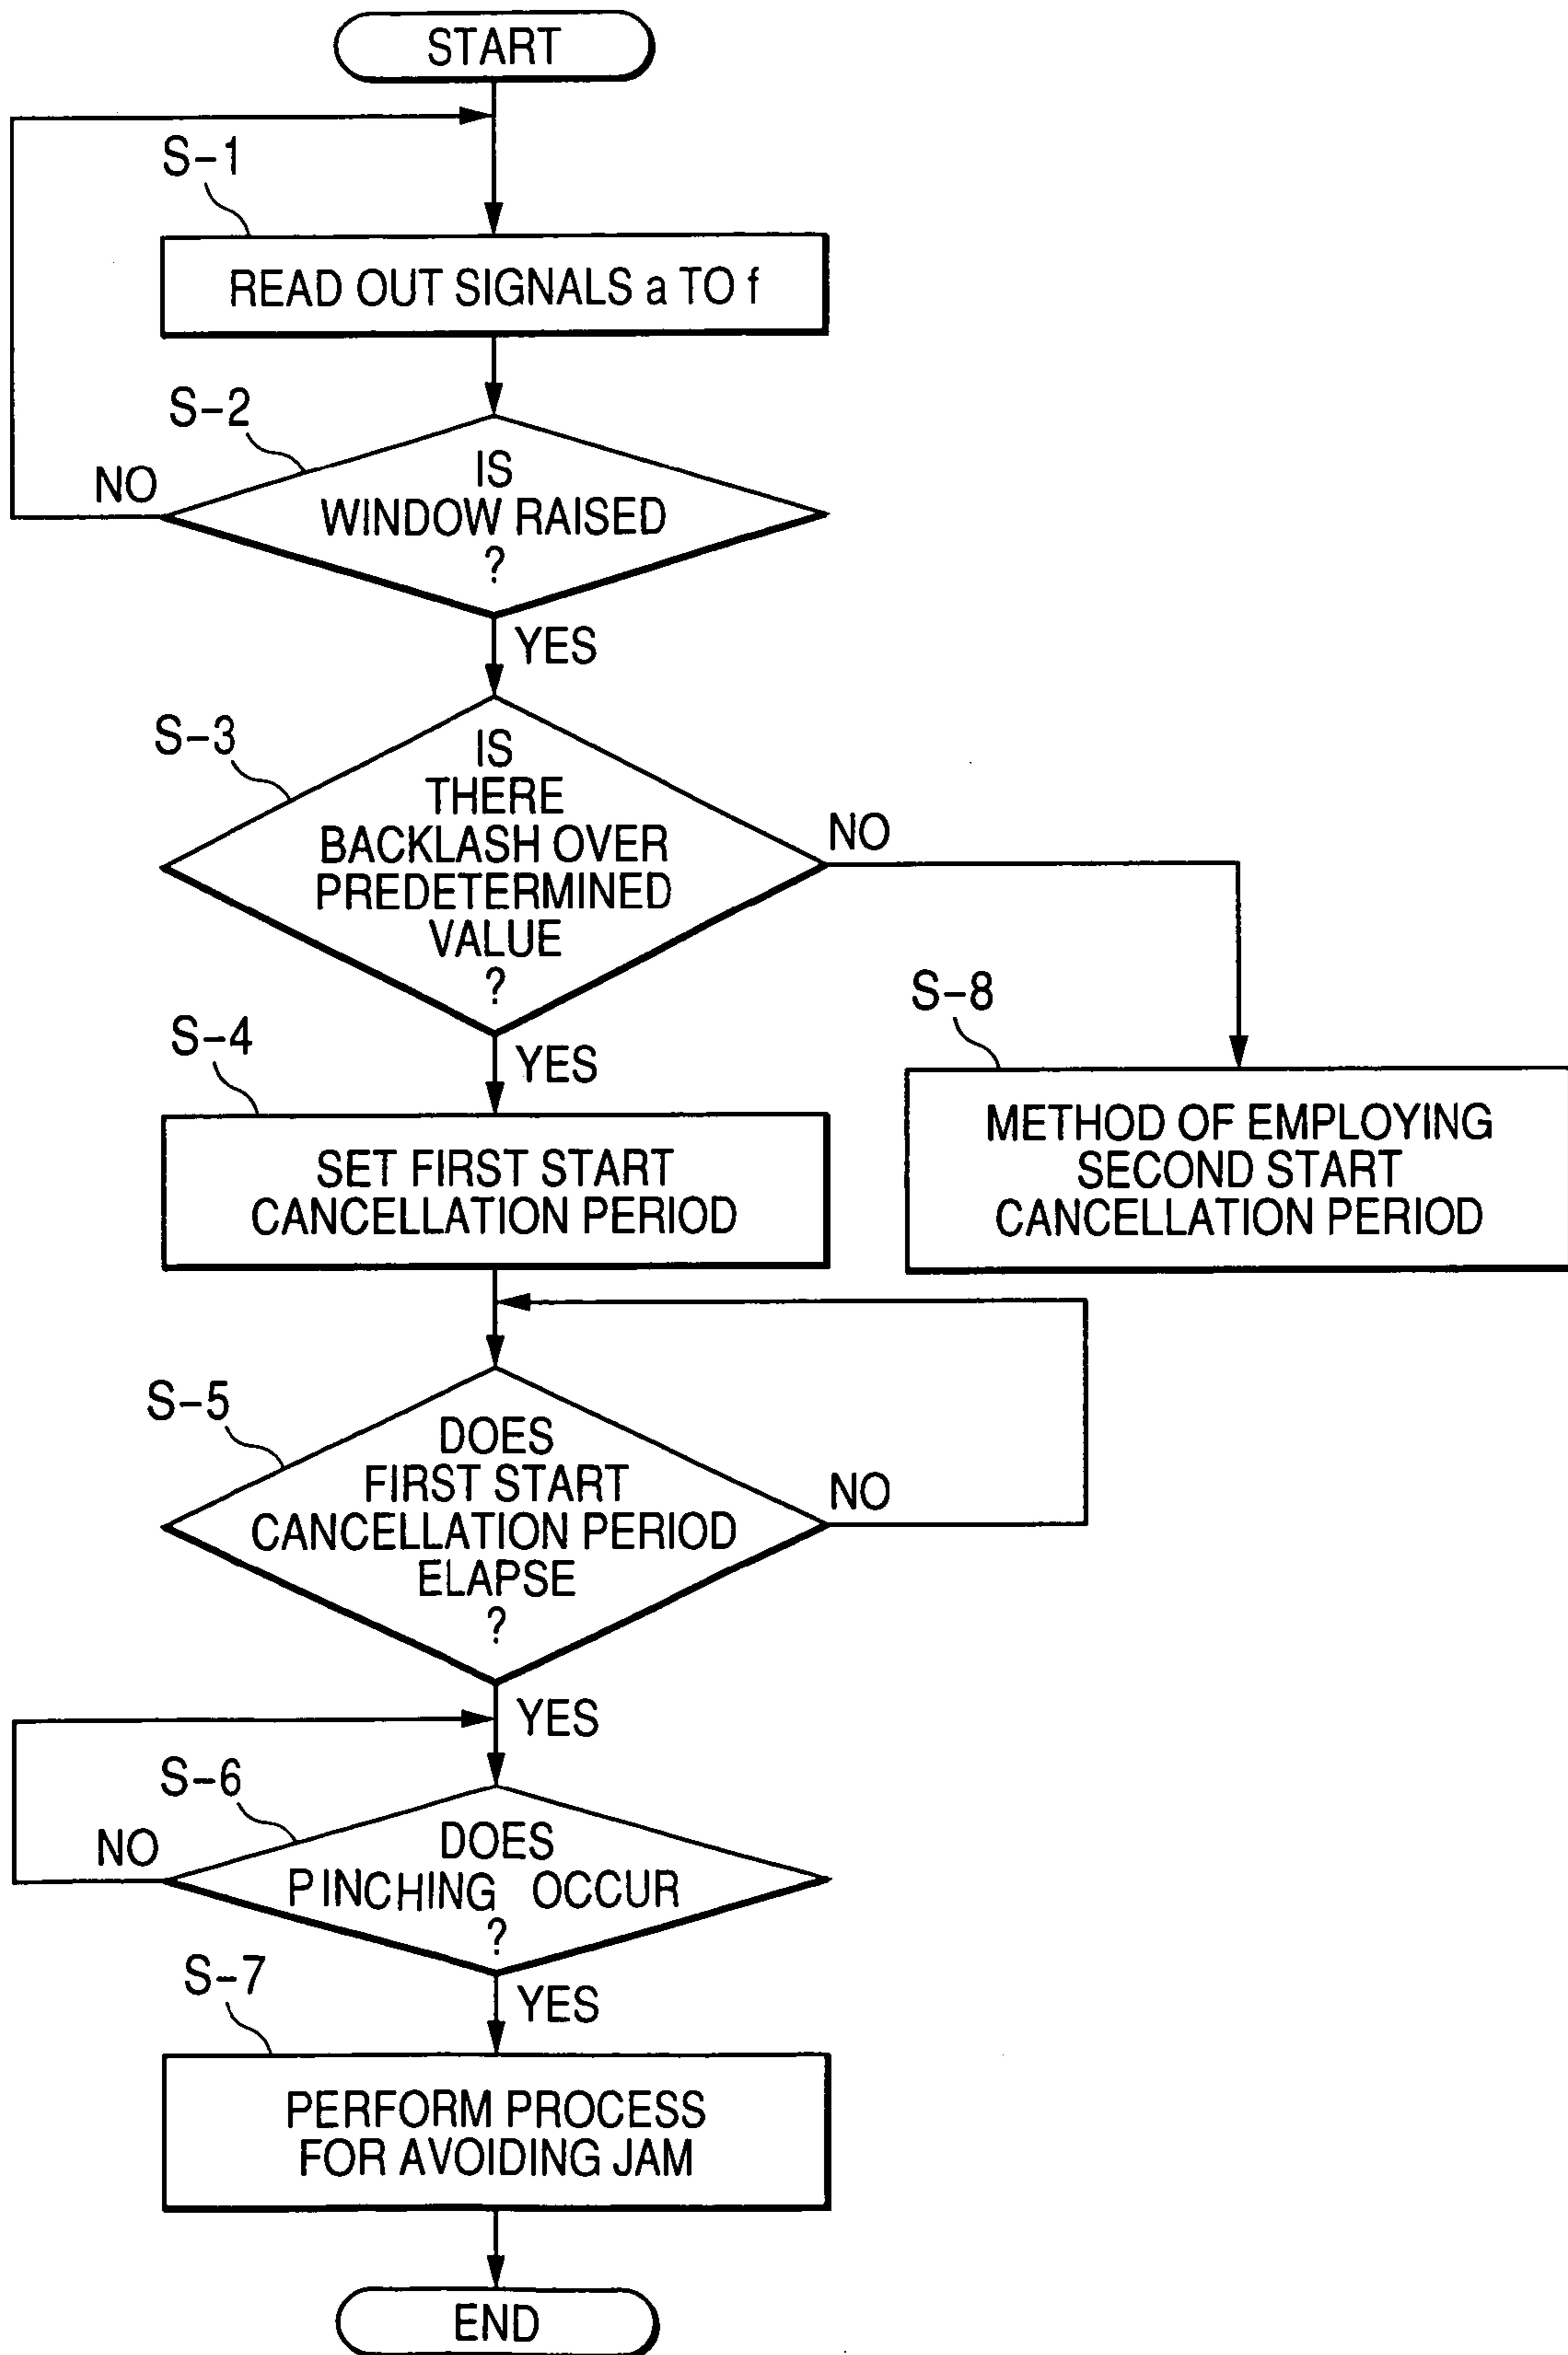 START
S-1
READ OUT SIGNALS a TO f
S-2
NO
IS
WINDOW RAISED
?
YES
S-3
IS
THERE
BACKLASH OVER
PREDETERMINED
VALUE
?
NO
S-4
YES
S-8
SET FIRST START
CANCELLATION PERIOD
METHOD OF EMPLOYING
SECOND START
CANCELLATION PERIOD
S-5
DOES
FIRST START
CANCELLATION PERIOD
ELAPSE
?
NO
YES
S-6
NO
DOES
PINCHING OCCUR
?
S-7
YES
PERFORM PROCESS
FOR AVOIDING JAM
END